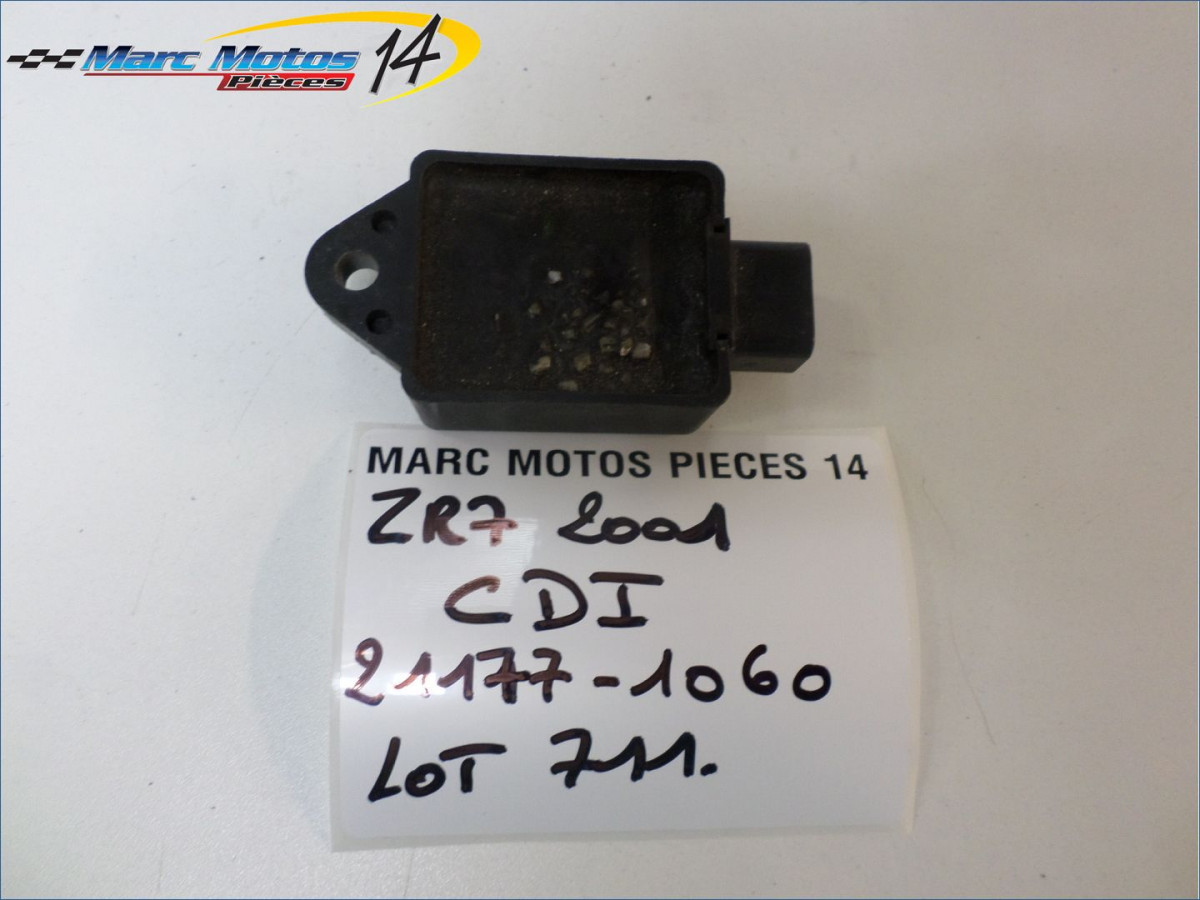 Marc Motos 14
Pièces
MARC MOTOS PIECES 14
ZR7 2001
CDI
21177-1060
LOT 711.